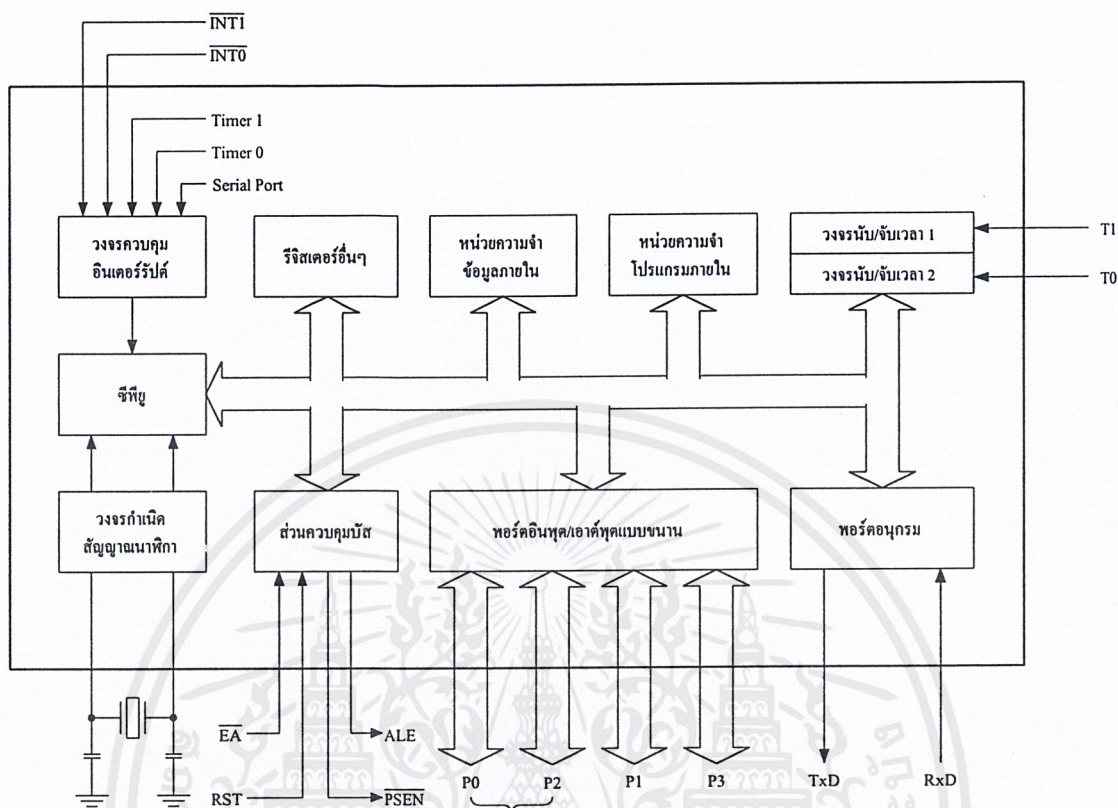 INT1
INT0
Timer 1
Timer 0
Serial Port
วงจรควบคุม
อินเตอร์รัปต์
รีจิสเตอร์อื่นๆ
หน่วยความจำ
ข้อมูลภายใน
หน่วยความจำ
โปรแกรมภายใน
วงจรนับ/จับเวลา 1
วงจรนับ/จับเวลา 2
T1
T0
ซีพียู
วงจรกำเนิด
สัญญาณนาฬิกา
ส่วนควบคุมบัส
พอร์ตอินพุต/เอาต์พุตแบบขนาน
พอร์ตอนุกรม
EA
ALE
RST
PSEN
P0
P2
P1
P3
TxD
RxD